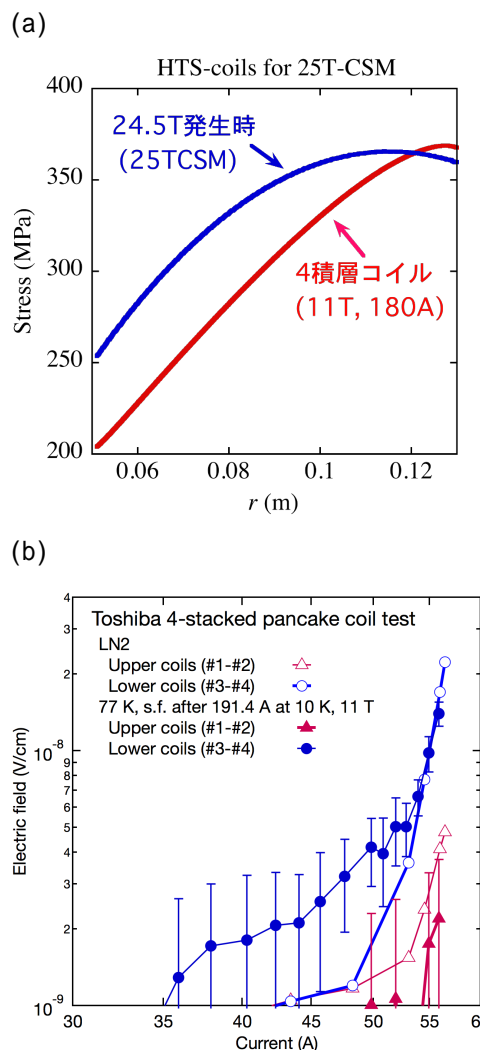 (a)
HTS-coils for 25T-CSM
400
350
300
250
200
Stress (MPa)
24.5T発生時
(25TCSM)
4積層コイル
(11T, 180A)
0.06
0.08
0.1
0.12
r (m)
(b)
Toshiba 4-stacked pancake coil test
LN2
Upper coils (#1-#2)
Lower coils (#3-#4)
77 K, s.f. after 191.4 A at 10 K, 11 T
Upper coils (#1-#2)
Lower coils (#3-#4)
Electric field (V/cm)
4
3
2
10-8
9
8
7
6
5
4
3
2
10-9
30
35
40
45
50
55
6
Current (A)